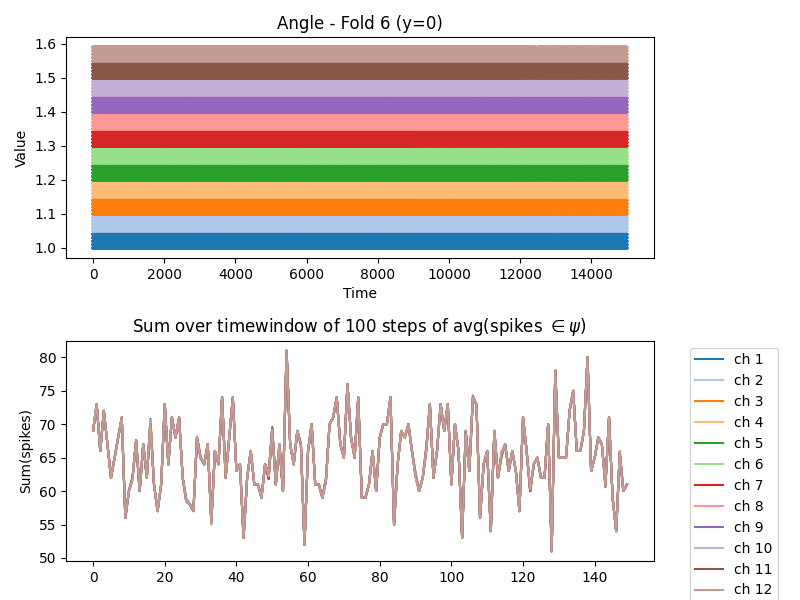 Angle - Fold 6 (y=0)
Value
1.6
1.5
1.4
1.3
1.2
1.1
1.0
0 2000 4000 6000 8000 10000 12000 14000
Time
Sum over timewindow of 100 steps of avg(spikes ∈ψ)
Sum(spikes)
80
75
70
65
60
55
50
0 20 40 60 80 100 120 140
ch 1
ch 2
ch 3
ch 4
ch 5
ch 6
ch 7
ch 8
ch 9
ch 10
ch 11
ch 12